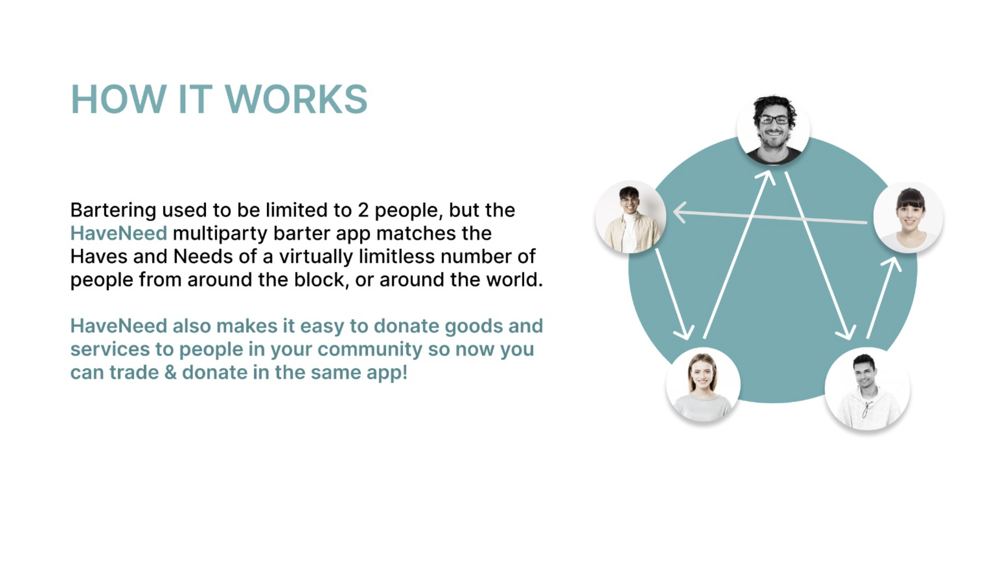 HOW IT WORKS
Bartering used to be limited to 2 people, but the
HaveNeed multiparty barter app matches the
Haves and Needs of a virtually limitless number of
people from around the block, or around the world.
HaveNeed also makes it easy to donate goods and
services to people in your community so now you
can trade & donate in the same app!